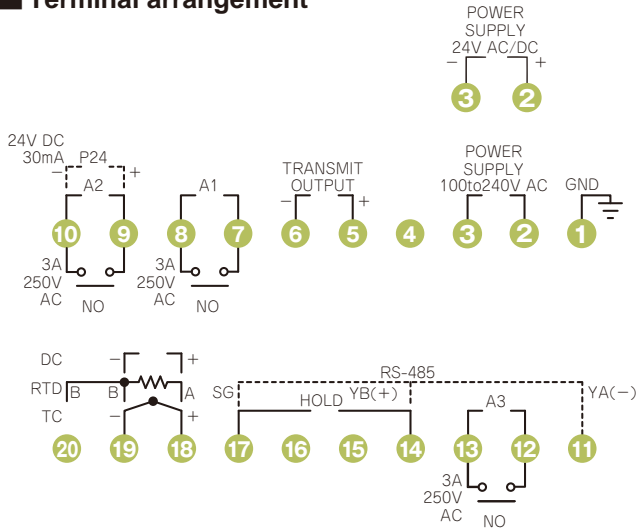 Terminal arrangement
POWER
SUPPLY
24V AC/DC
− +
3 2
24V DC
30mA P24
− +
A2 A1
TRANSMIT
OUTPUT
− +
POWER
SUPPLY
100to240V AC
GND
10 9 8 7 6 5 4 3 2 1
3A
250V
AC
NO
3A
250V
AC
NO
DC − +
RTD B B A
TC − +
SG HOLD YB(+)
RS-485
A3
YA(−)
20 19 18 17 16 15 14 13 12 11
3A
250V
AC
NO